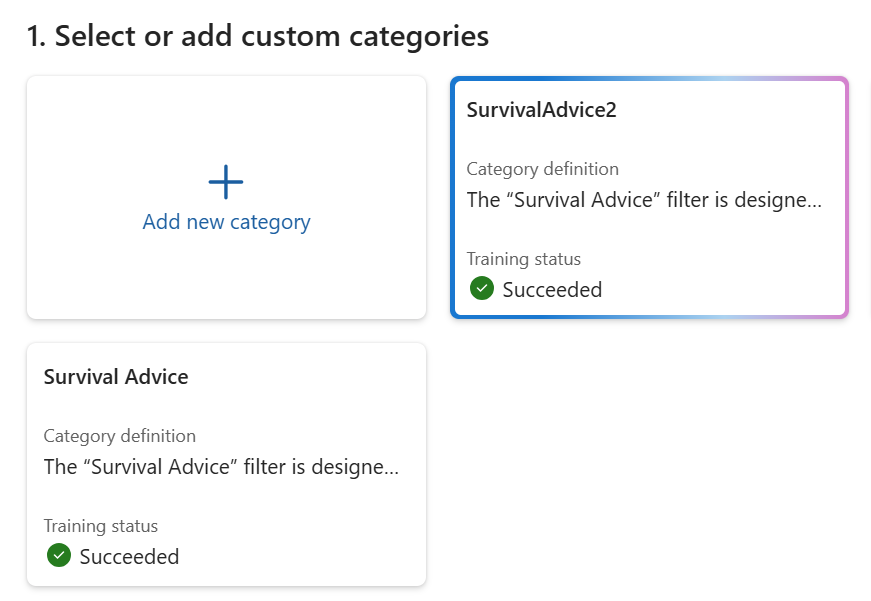 1. Select or add custom categories
Add new category
SurvivalAdvice2
Category definition
The “Survival Advice” filter is designe...
Training status
Succeeded
Survival Advice
Category definition
The “Survival Advice” filter is designe...
Training status
Succeeded